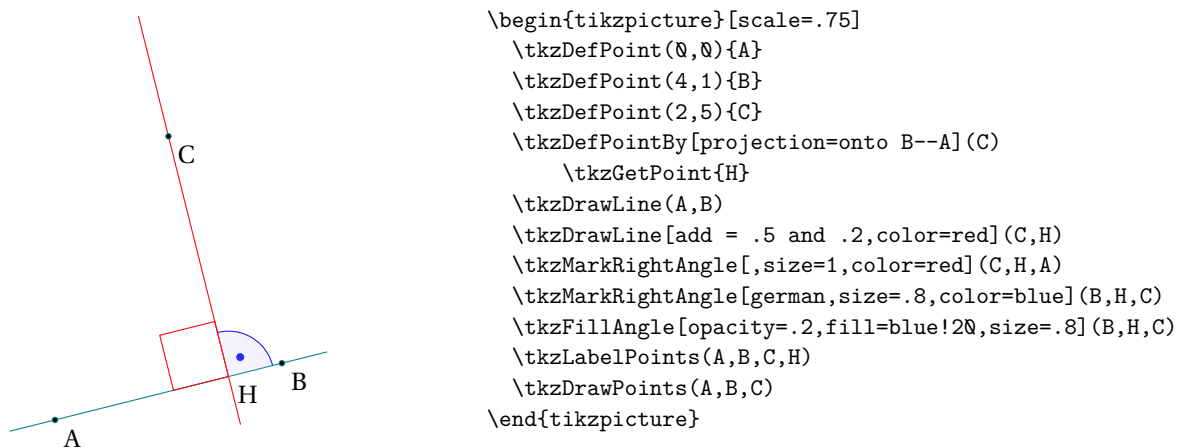 C
H
B
A
\begin{tikzpicture}[scale=.75]
\tkzDefPoint(0,0){A}
\tkzDefPoint(4,1){B}
\tkzDefPoint(2,5){C}
\tkzDefPointBy[projection=onto B--A](C)
\tkzGetPoint{H}
\tkzDrawLine(A,B)
\tkzDrawLine[add = .5 and .2,color=red](C,H)
\tkzMarkRightAngle[,size=1,color=red](C,H,A)
\tkzMarkRightAngle[german,size=.8,color=blue](B,H,C)
\tkzFillAngle[opacity=.2,fill=blue!20,size=.8](B,H,C)
\tkzLabelPoints(A,B,C,H)
\tkzDrawPoints(A,B,C)
\end{tikzpicture}